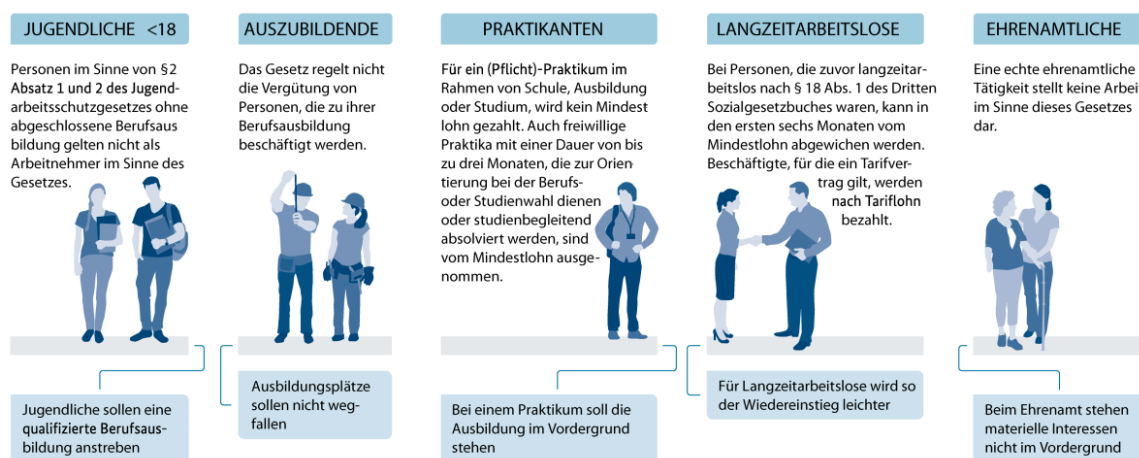 JUGENDLICHE <18
Personen im Sinne von §2
Absatz 1 und 2 des Jugend-
arbeitsschutzgesetzes ohne
abgeschlossene Berufsaus
bildung gelten nicht als
Arbeitnehmer im Sinne des
Gesetzes.
Jugendliche sollen eine
qualifizierte Berufsaus-
bildung anstreben
AUSZUBILDENDE
Das Gesetz regelt nicht
die Vergütung von
Personen, die zu ihrer
Berufsausbildung
beschäftigt werden.
Ausbildungsplätze
sollen nicht weg-
fallen
PRAKTIKANTEN
Für ein (Pflicht)-Praktikum im
Rahmen von Schule, Ausbildung
oder Studium, wird kein Mindest
lohn gezahlt. Auch freiwillige
Praktika mit einer Dauer von bis
zu drei Monaten, die zur Orien-
tierung bei der Berufs-
oder Studienwahl dienen
oder studienbegleitend
absolviert werden, sind
vom Mindestlohn ausge-
nommen.
Bei einem Praktikum soll die
Ausbildung im Vordergrund
stehen
LANGZEITARBEITSLOSE
Bei Personen, die zuvor langzeitar-
beitslos nach § 18 Abs. 1 des Dritten
Sozialgesetzbuches waren, kann in
den ersten sechs Monaten vom
Mindestlohn abgewichen werden.
Beschäftigte, für die ein Tarifver-
trag gilt, werden
nach Tariflohn
bezahlt.
Für Langzeitarbeitslose wird so
der Wiedereinstieg leichter
EHRENAMTLICHE
Eine echte ehrenamtliche
Tätigkeit stellt keine Arbei
im Sinne dieses Gesetzes
dar.
Beim Ehrenamt stehen
materielle Interessen
nicht im Vordergrund